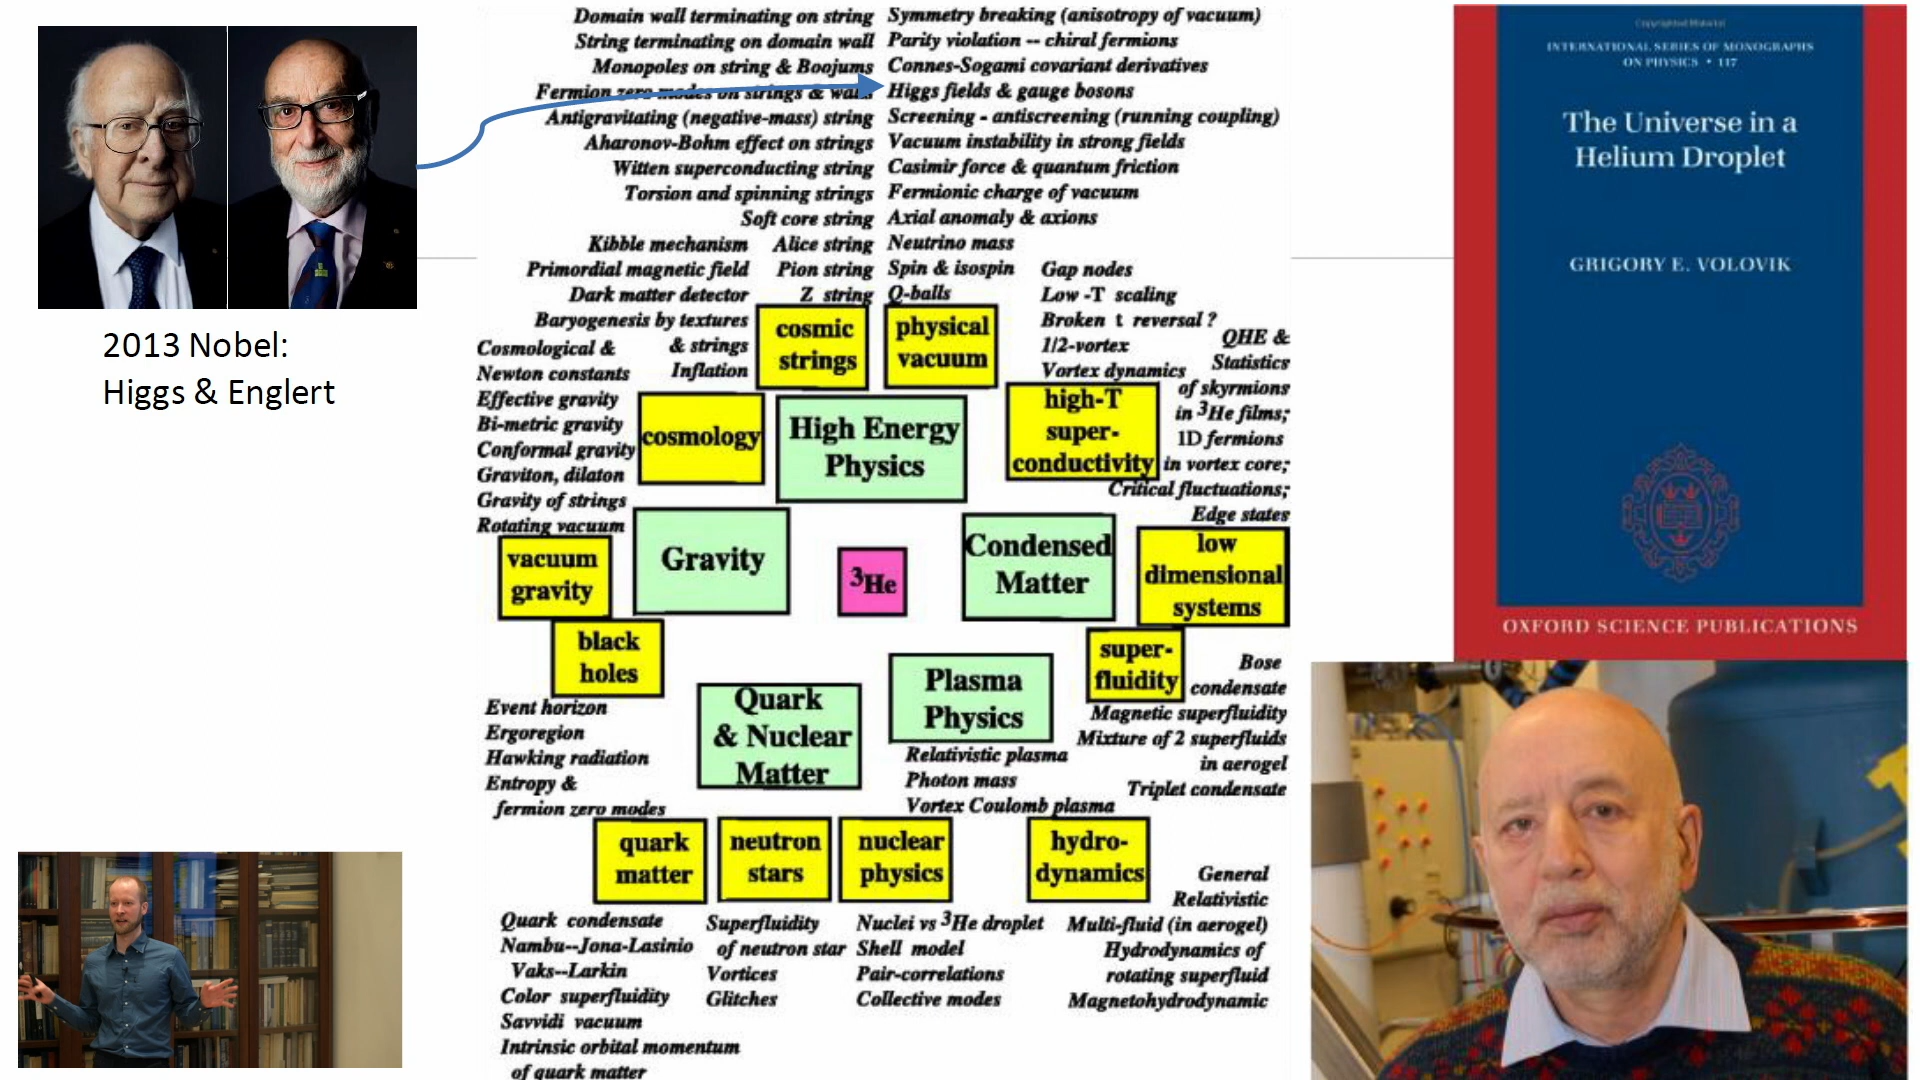 2013 Nobel:
Higgs & Englert
Domain wall terminating on string
String terminating on domain wall
Monopoles on string & Boojums
Fermion zero modes on strings & walls
Antigravitating (negative-mass) string
Aharonov-Bohm effect on strings
Witten superconducting string
Torsion and spinning strings
Soft core string
Alice string
Pion string
Z string
Symmetry breaking (anisotropy of vacuum)
Parity violation -- chiral fermions
Connes-Sogami covariant derivatives
Higgs fields & gauge bosons
Screening - antiscreening (running coupling)
Vacuum instability in strong fields
Casimir force & quantum friction
Fermionic charge of vacuum
Axial anomaly & axions
Neutrino mass
Spin & isospin
Q-balls
Kibble mechanism
Primordial magnetic field
Dark matter detector
Baryogenesis by textures
& strings
Inflation
Gap nodes
Low -T scaling
Broken t reversal ?
1/2-vortex
Vortex dynamics
cosmic
strings
physical
vacuum
Cosmological &
Newton constants
Effective gravity
Bi-metric gravity
Conformal gravity
Graviton, dilaton
Gravity of strings
Rotating vacuum
cosmology
High Energy
Physics
high-T
super-
conductivity
QHE &
Statistics
of skyrmions
in ³He films;
1D fermions
in vortex core;
Critical fluctuations;
Edge states
vacuum
gravity
Gravity
³He
Condensed
Matter
low
dimensional
systems
black
holes
Event horizon
Ergoregion
Hawking radiation
Entropy &
fermion zero modes
Quark
& Nuclear
Matter
Plasma
Physics
Relativistic plasma
Photon mass
Vortex Coulomb plasma
super-
fluidity
Bose
condensate
Magnetic superfluidity
Mixture of 2 superfluids
in aerogel
Triplet condensate
quark
matter
neutron
stars
nuclear
physics
hydro-
dynamics
Quark condensate
Nambu--Jona-Lasinio
Vaks--Larkin
Color superfluidity
Savvidi vacuum
Intrinsic orbital momentum
of quark matter
Superfluidity
of neutron star
Vortices
Glitches
Nuclei vs ³He droplet
Shell model
Pair-correlations
Collective modes
General
Relativistic
Multi-fluid (in aerogel)
Hydrodynamics of
rotating superfluid
Magnetohydrodynamic
Copyrighted Material
INTERNATIONAL SERIES OF MONOGRAPHS
ON PHYSICS • 117
The Universe in a
Helium Droplet
GRIGORY E. VOLOVIK
OXFORD SCIENCE PUBLICATIONS